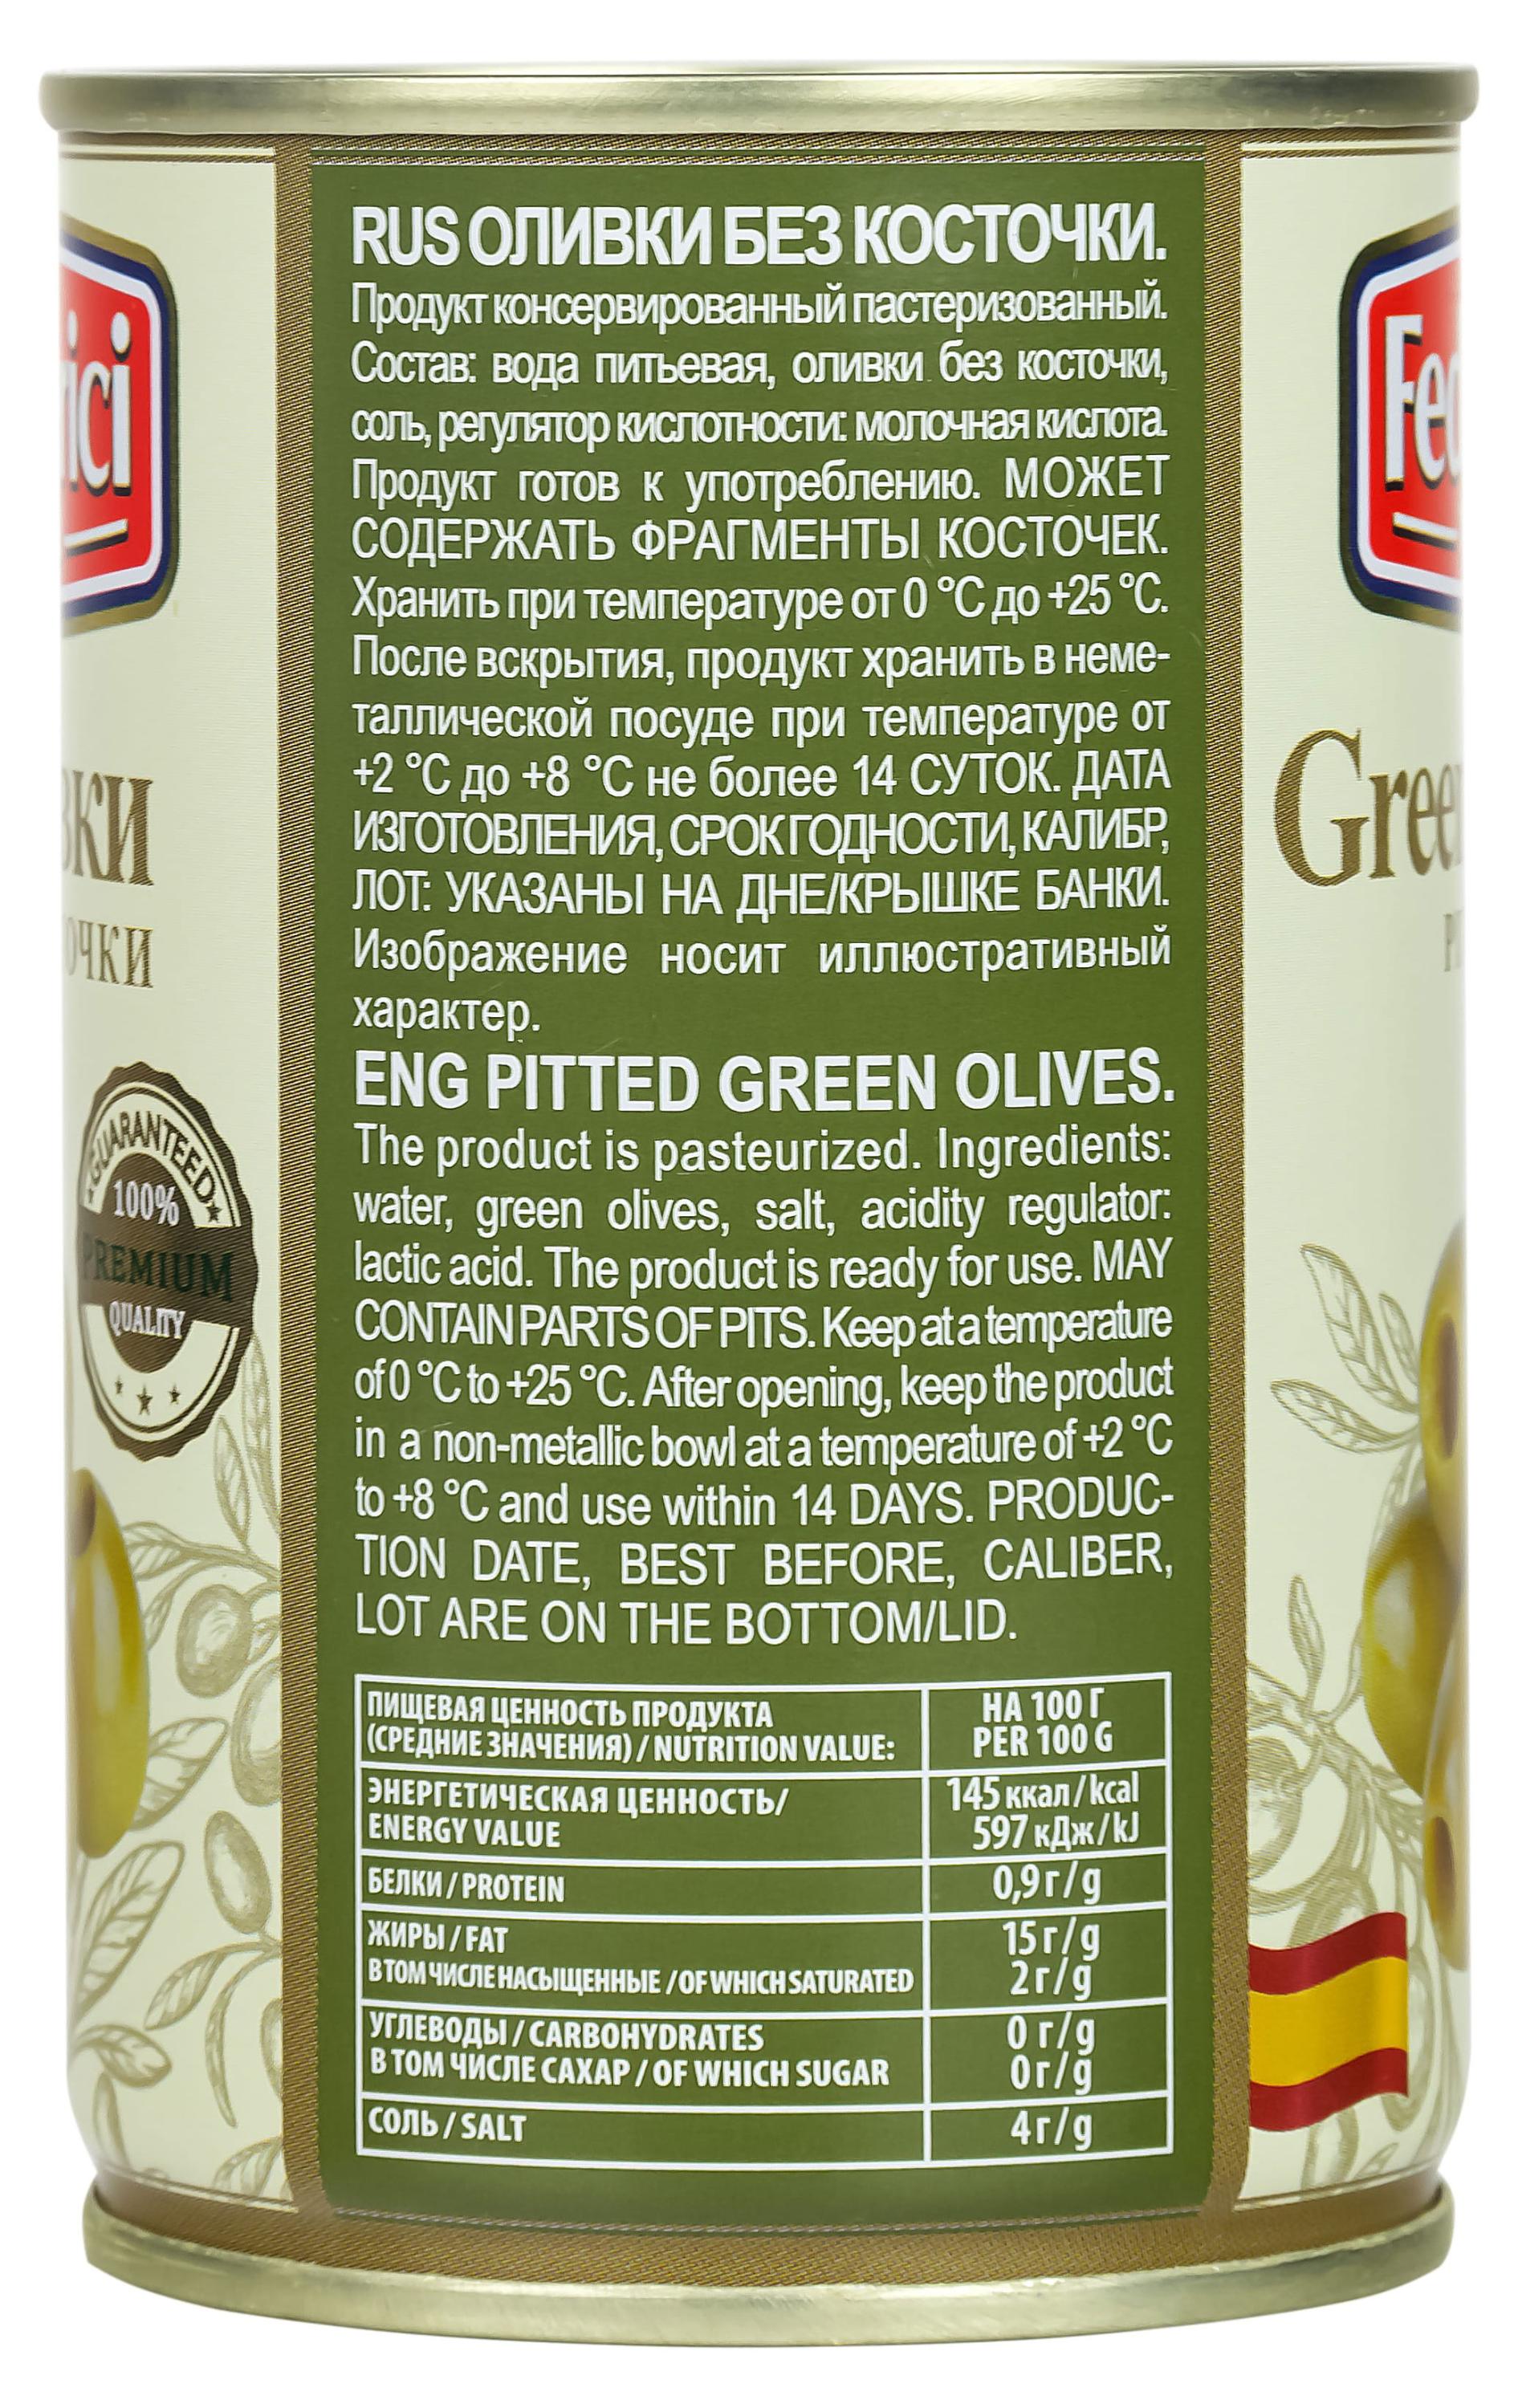 RUS ОЛИВКИ БЕЗ КОСТОЧКИ.
Продукт консервированный пастеризованный.
Состав: вода питьевая, оливки без косточки,
соль, регулятор кислотности: молочная кислота.
Продукт готов к употреблению. МОЖЕТ
СОДЕРЖАТЬ ФРАГМЕНТЫ КОСТОЧЕК.
Хранить при температуре от 0 °С до +25 °С.
После вскрытия, продукт хранить в неме-
таллической посуде при температуре от
+2 °С до +8 °С не более 14 СУТОК. ДАТА
ИЗГОТОВЛЕНИЯ, СРОК ГОДНОСТИ, КАЛИБР,
ЛОТ: УКАЗАНЫ НА ДНЕ/КРЫШКЕ БАНКИ.
Изображение носит иллюстративный
характер.
ENG PITTED GREEN OLIVES.
The product is pasteurized. Ingredients:
water, green olives, salt, acidity regulator:
lactic acid. The product is ready for use. MAY
CONTAIN PARTS OF PITS. Keep at a temperature
of 0 °C to +25 °C. After opening, keep the product
in a non-metallic bowl at a temperature of +2 °C
to +8 °C and use within 14 DAYS. PRODUC-
TION DATE, BEST BEFORE, CALIBER,
LOT ARE ON THE BOTTOM/LID.
ПИЩЕВАЯ ЦЕННОСТЬ ПРОДУКТА
(СРЕДНИЕ ЗНАЧЕНИЯ) / NUTRITION VALUE:
НА 100 Г
PER 100 G
ЭНЕРГЕТИЧЕСКАЯ ЦЕННОСТЬ/
ENERGY VALUE
145 ккал/kcal
597 кДж/kJ
БЕЛКИ / PROTEIN
0,9 г/g
ЖИРЫ / FAT
15 г/g
В ТОМ ЧИСЛЕ НАСЫЩЕННЫЕ / OF WHICH SATURATED
2 г/g
УГЛЕВОДЫ / CARBOHYDRATES
0 г/g
В ТОМ ЧИСЛЕ САХАР / OF WHICH SUGAR
0 г/g
СОЛЬ / SALT
4 г/g
GUARANTEED
100%
PREMIUM
QUALITY